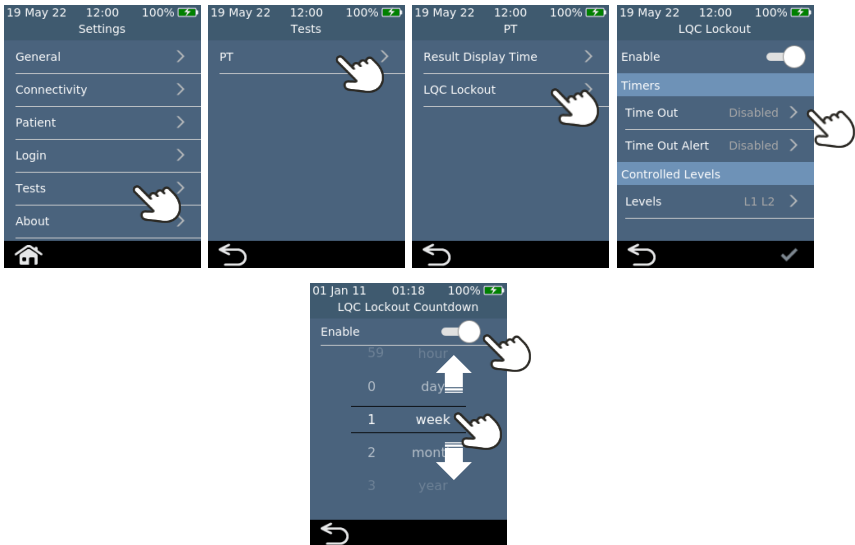 19 May 22 12:00 100%
Settings
General
Connectivity
Patient
Login
Tests
About
19 May 22 12:00 100%
Tests
PT
19 May 22 12:00 100%
PT
Result Display Time
LQC Lockout
19 May 22 12:00 100%
LQC Lockout
Enable
Timers
Time Out Disabled
Time Out Alert Disabled
Controlled Levels
Levels L1 L2
01 Jan 11 01:18 100%
LQC Lockout Countdown
Enable
59 hour
0 day
1 week
2 month
3 year